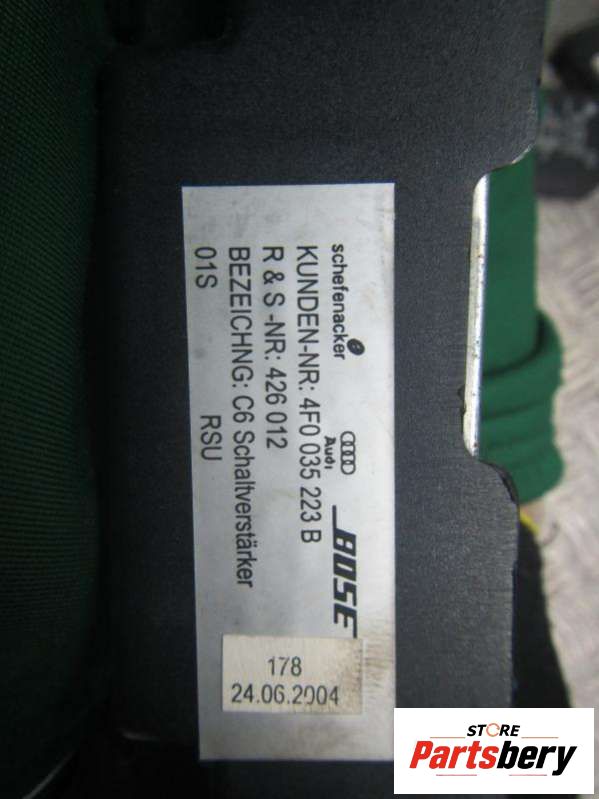 schefenacker
Audi
BOSE
KUNDEN-NR: 4F0 035 223 B
R & S -NR: 426 012
BEZEICHNG: C6 Schaltverstärker
01S RSU
178
24.06.2004
STORE
Partsbery